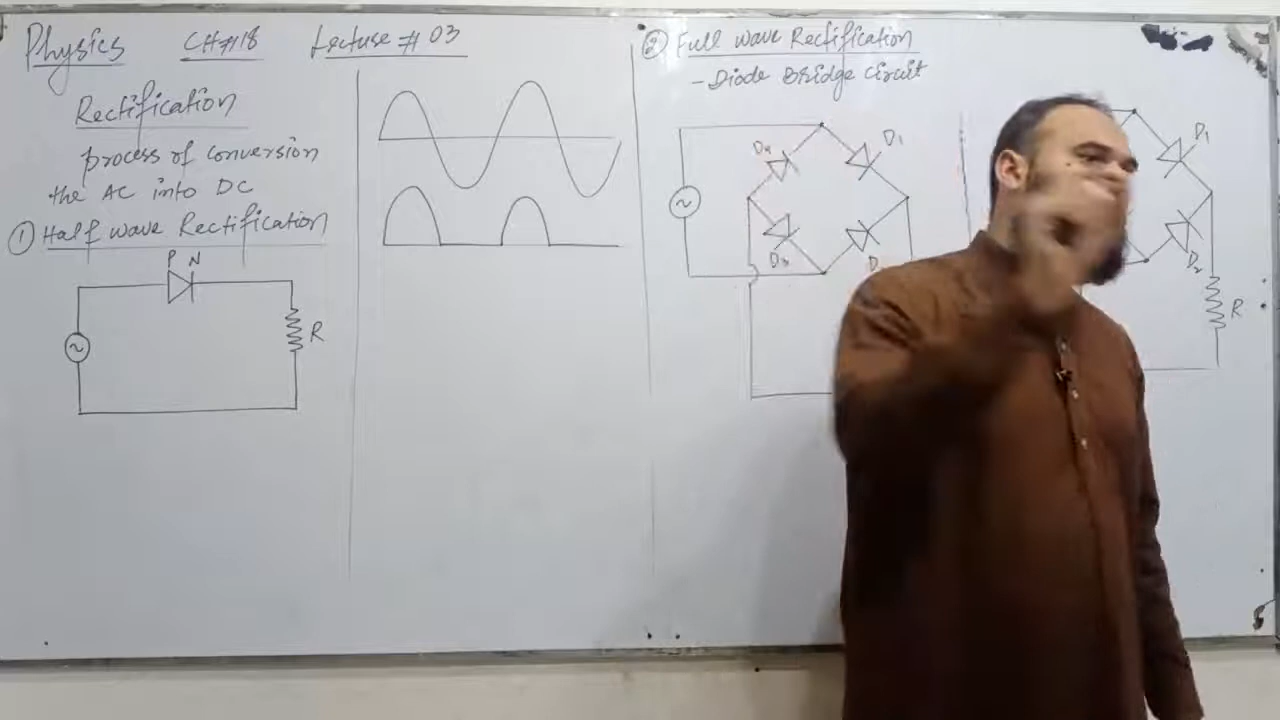 Physics CH#18 Lecture # 03
Rectification
process of conversion
the AC into DC
① Half wave Rectification
P N
~
R
② Full wave Rectification
- Diode Bridge Circuit
D4 D1
~
D3 D
D1
D2
R